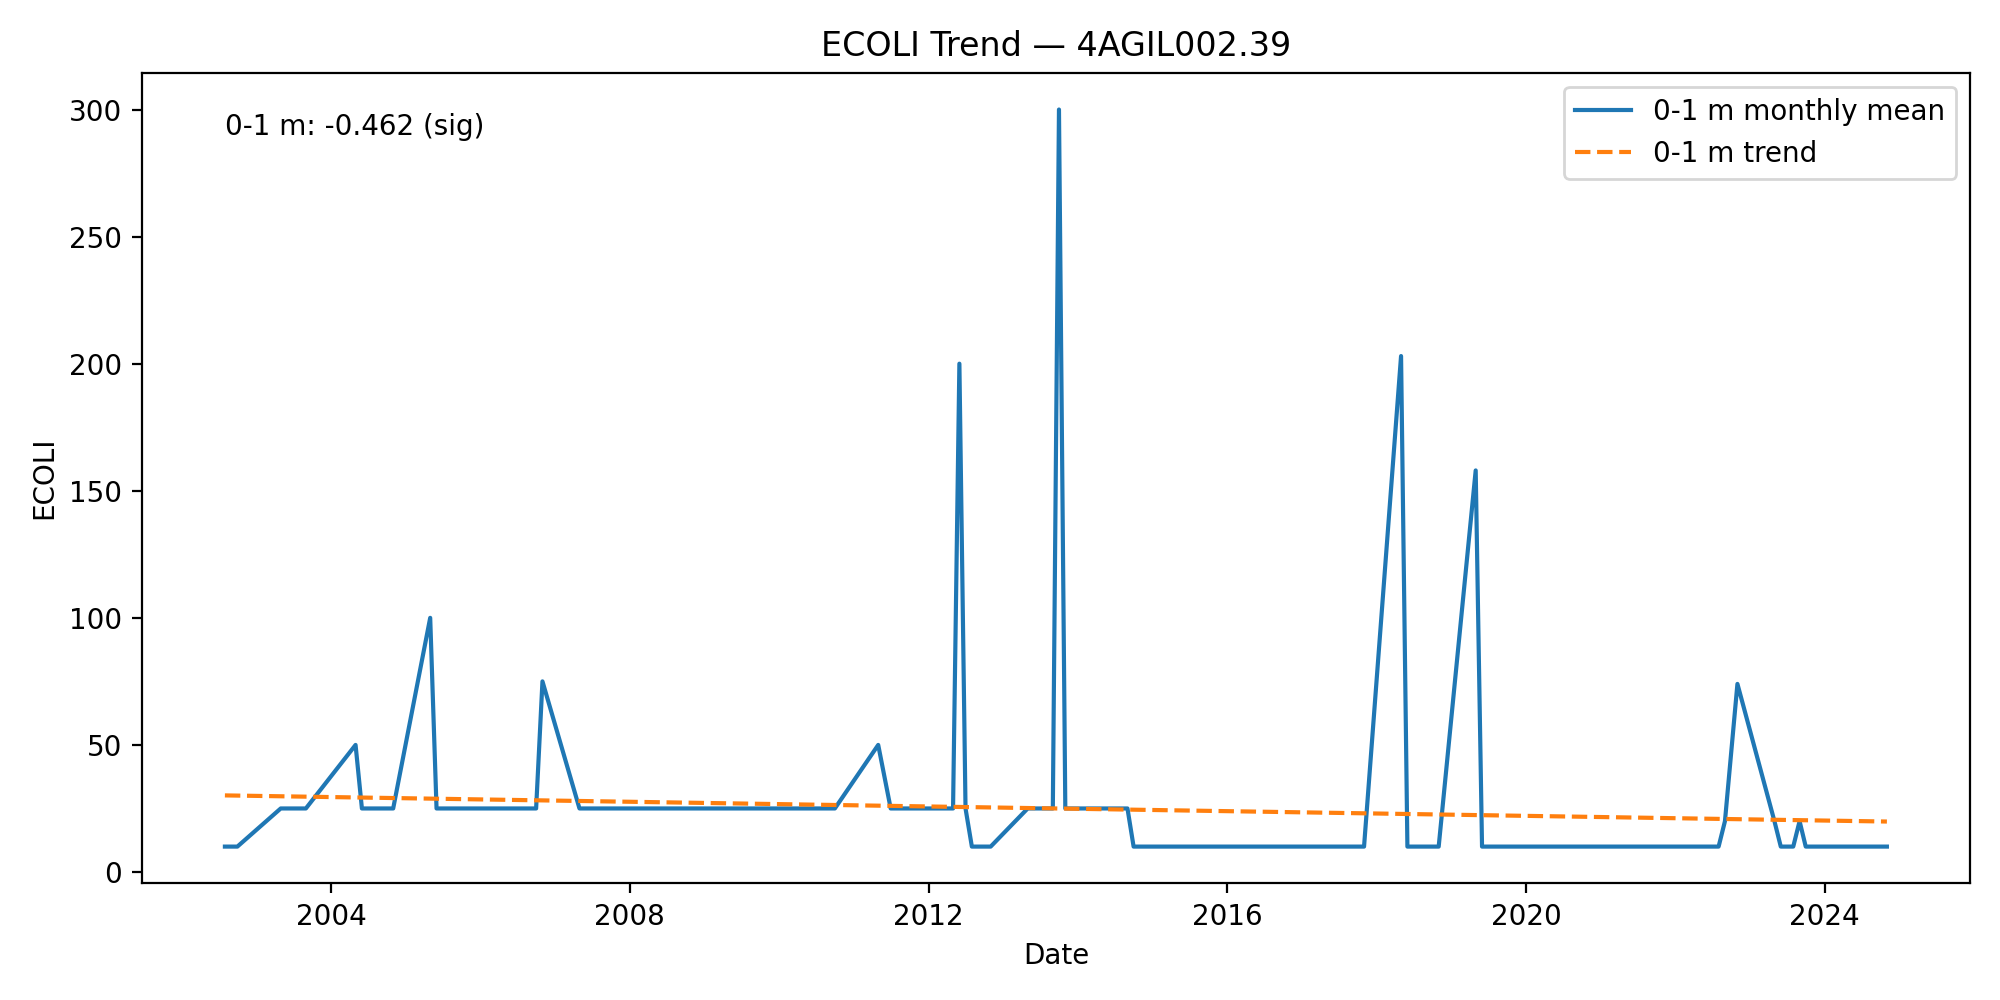 ECOLI Trend — 4AGIL002.39
0-1 m: -0.462 (sig)
0-1 m monthly mean
0-1 m trend
300
250
200
150
100
50
0
ECOLI
2004
2008
2012
2016
2020
2024
Date